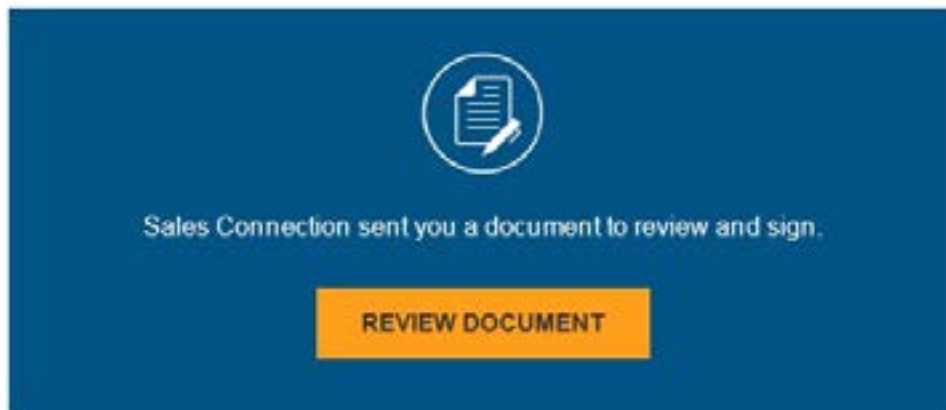 Sales Connection sent you a document to review and sign.
REVIEW DOCUMENT